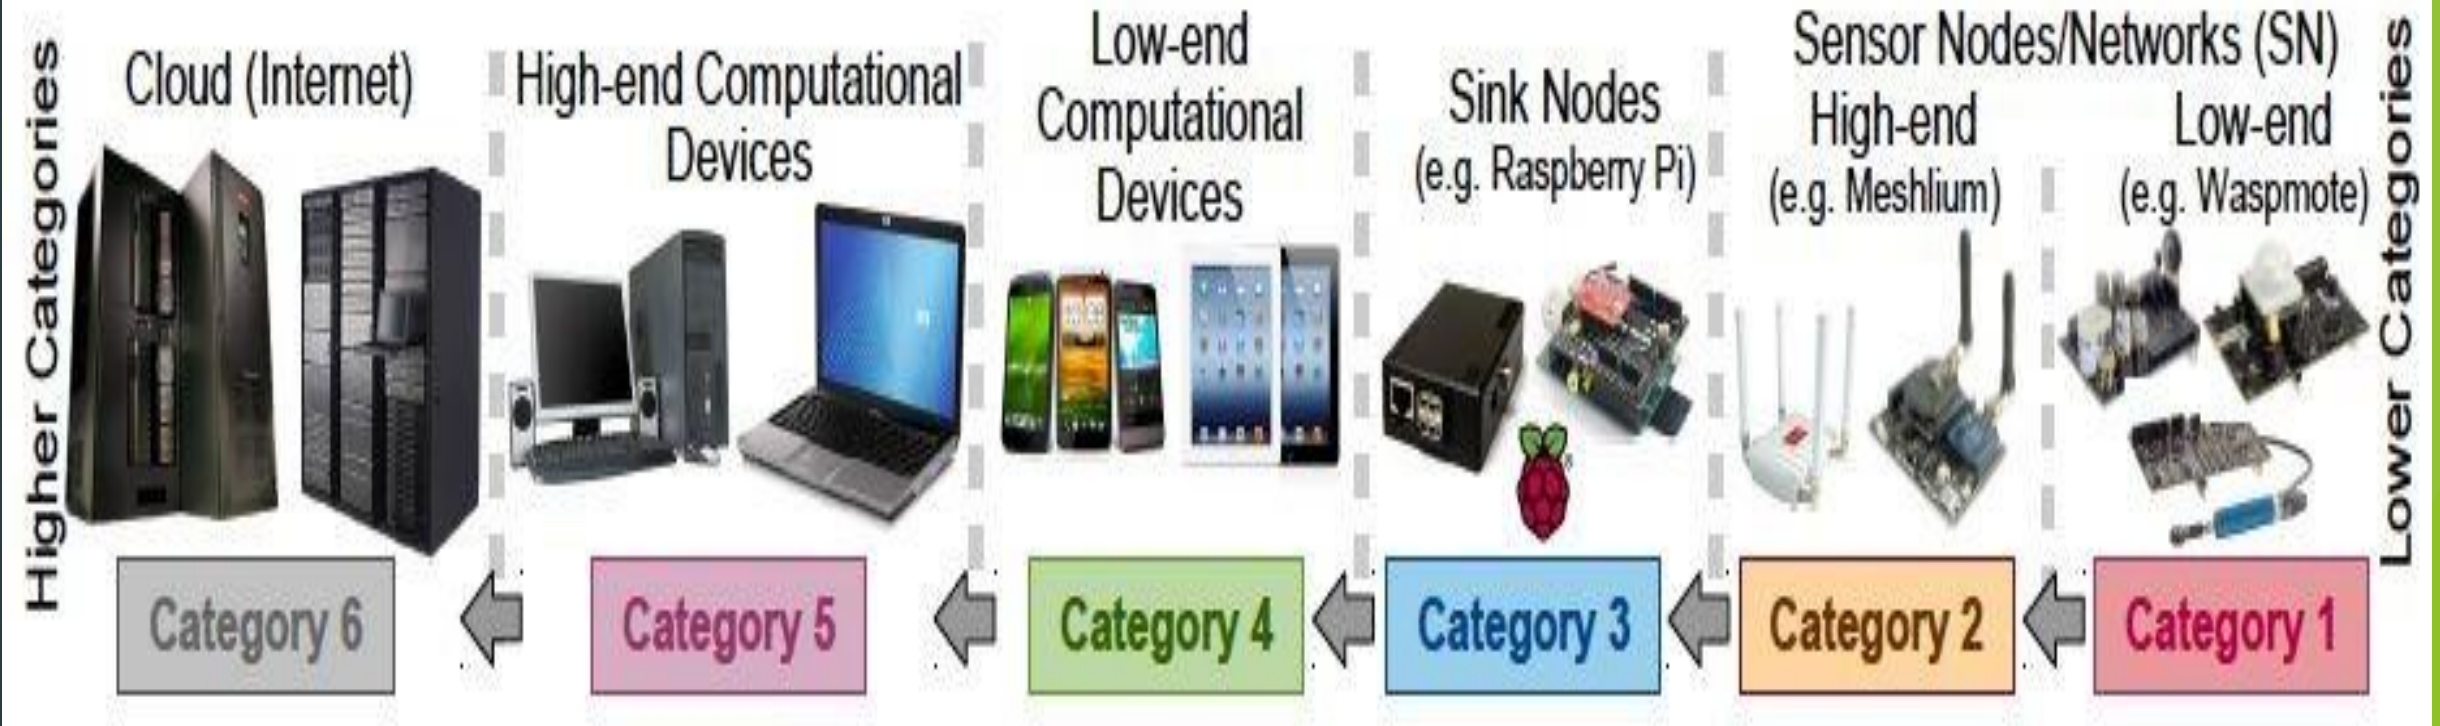 Higher Categories
Cloud (Internet)
High-end Computational
Devices
Low-end
Computational
Devices
Sink Nodes
(e.g. Raspberry Pi)
Sensor Nodes/Networks (SN)
High-end
(e.g. Meshlium)
Low-end
(e.g. Waspmote)
Lower Categories
Category 6
Category 5
Category 4
Category 3
Category 2
Category 1